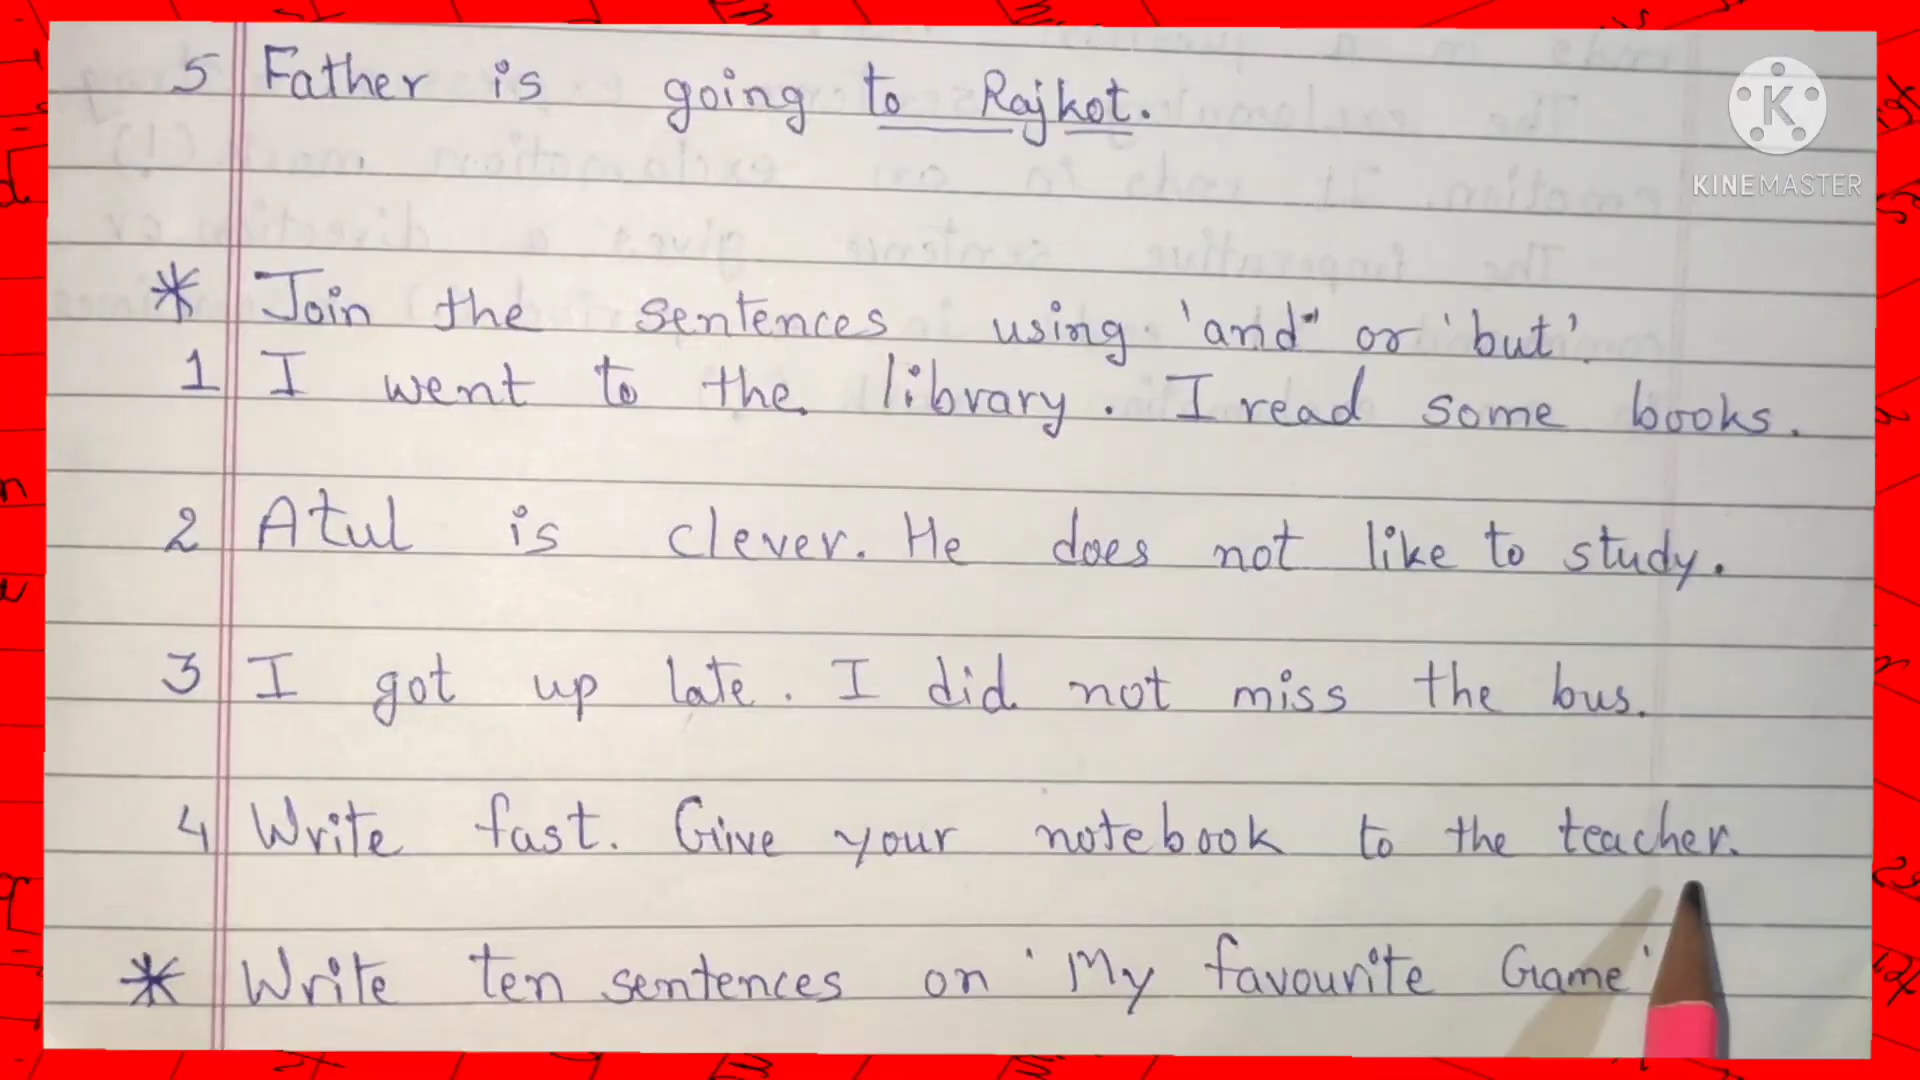 5 Father is going to Rajkot.
KINEMASTER
* Join the sentences using 'and" or 'but'.
1 I went to the library. I read some books.
2 Atul is clever. He does not like to study.
3 I got up late. I did not miss the bus.
4 Write fast. Give your notebook to the teacher.
* Write ten sentences on 'My favourite Game'